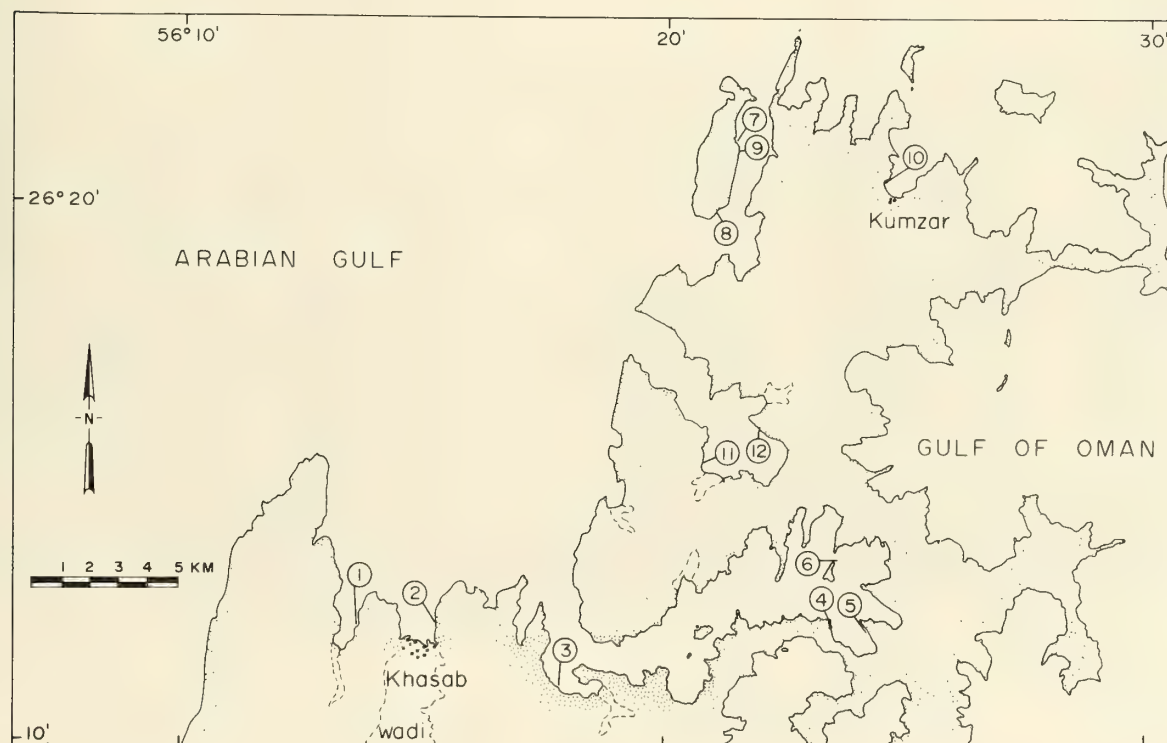 56° 10'
20'
30'
7
9
10
26° 20'
Kumzar
8
ARABIAN GULF
N
11
12
GULF OF OMAN
6
1 2 3 4 5 KM
1
2
4
5
3
Khasab
10'
wadi